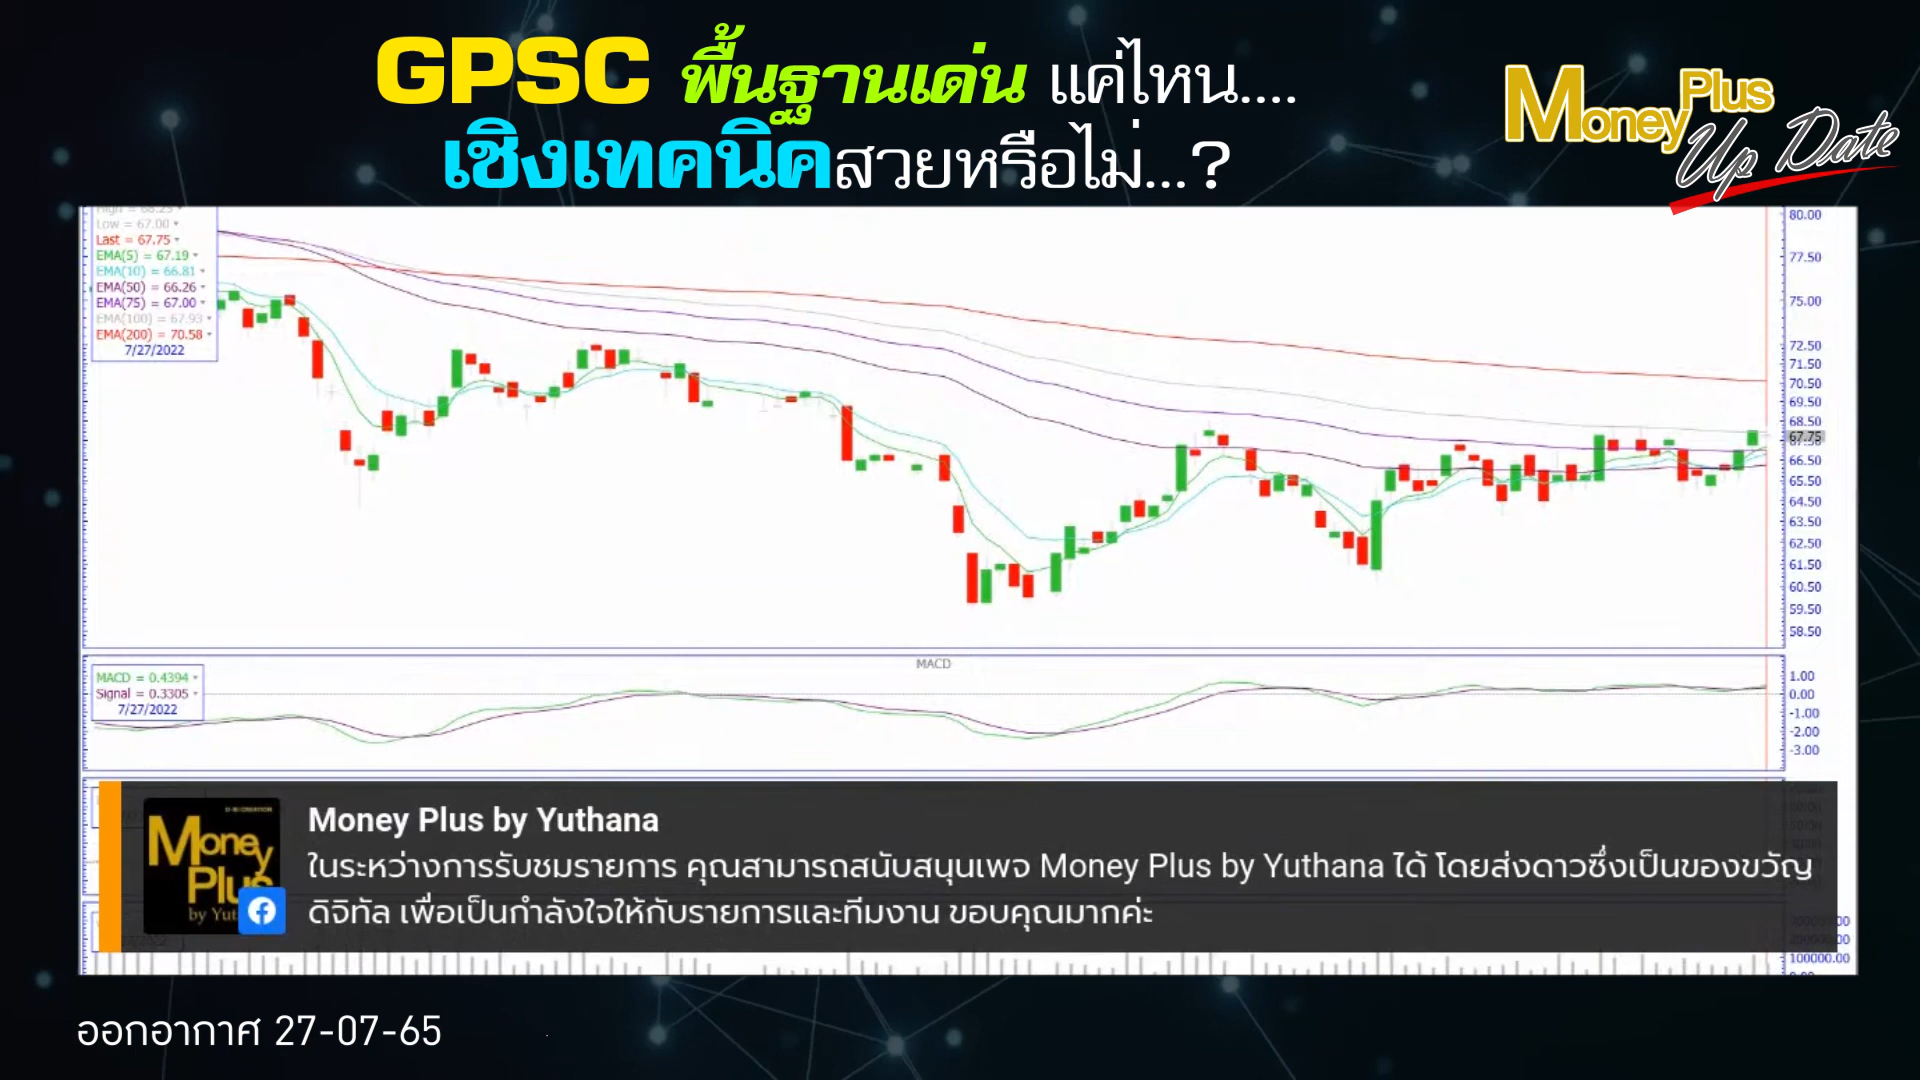 GPSC พื้นฐานเด่น แค่ไหน....
เชิงเทคนิคสวยหรือไม่...?
Money Plus
Up Date
High = 68.25
Low = 67.00
Last = 67.75
EMA(5) = 67.19
EMA(10) = 66.81
EMA(50) = 66.26
EMA(75) = 67.00
EMA(100) = 67.93
EMA(200) = 70.58
7/27/2022
80.00
77.50
75.00
72.50
71.50
70.50
69.50
68.50
67.75
66.50
65.50
64.50
63.50
62.50
61.50
60.50
59.50
58.50
MACD
MACD = 0.4394
Signal = 0.3305
7/27/2022
1.00
0.00
-1.00
-2.00
-3.00
Money Plus by Yuthana
ในระหว่างการรับชมรายการ คุณสามารถสนับสนุนเพจ Money Plus by Yuthana ได้ โดยส่งดาวซึ่งเป็นของขวัญ
ดิจิทัล เพื่อเป็นกำลังใจให้กับรายการและทีมงาน ขอบคุณมากค่ะ
Money
Plus
by Yut
100000.00
ออกอากาศ 27-07-65